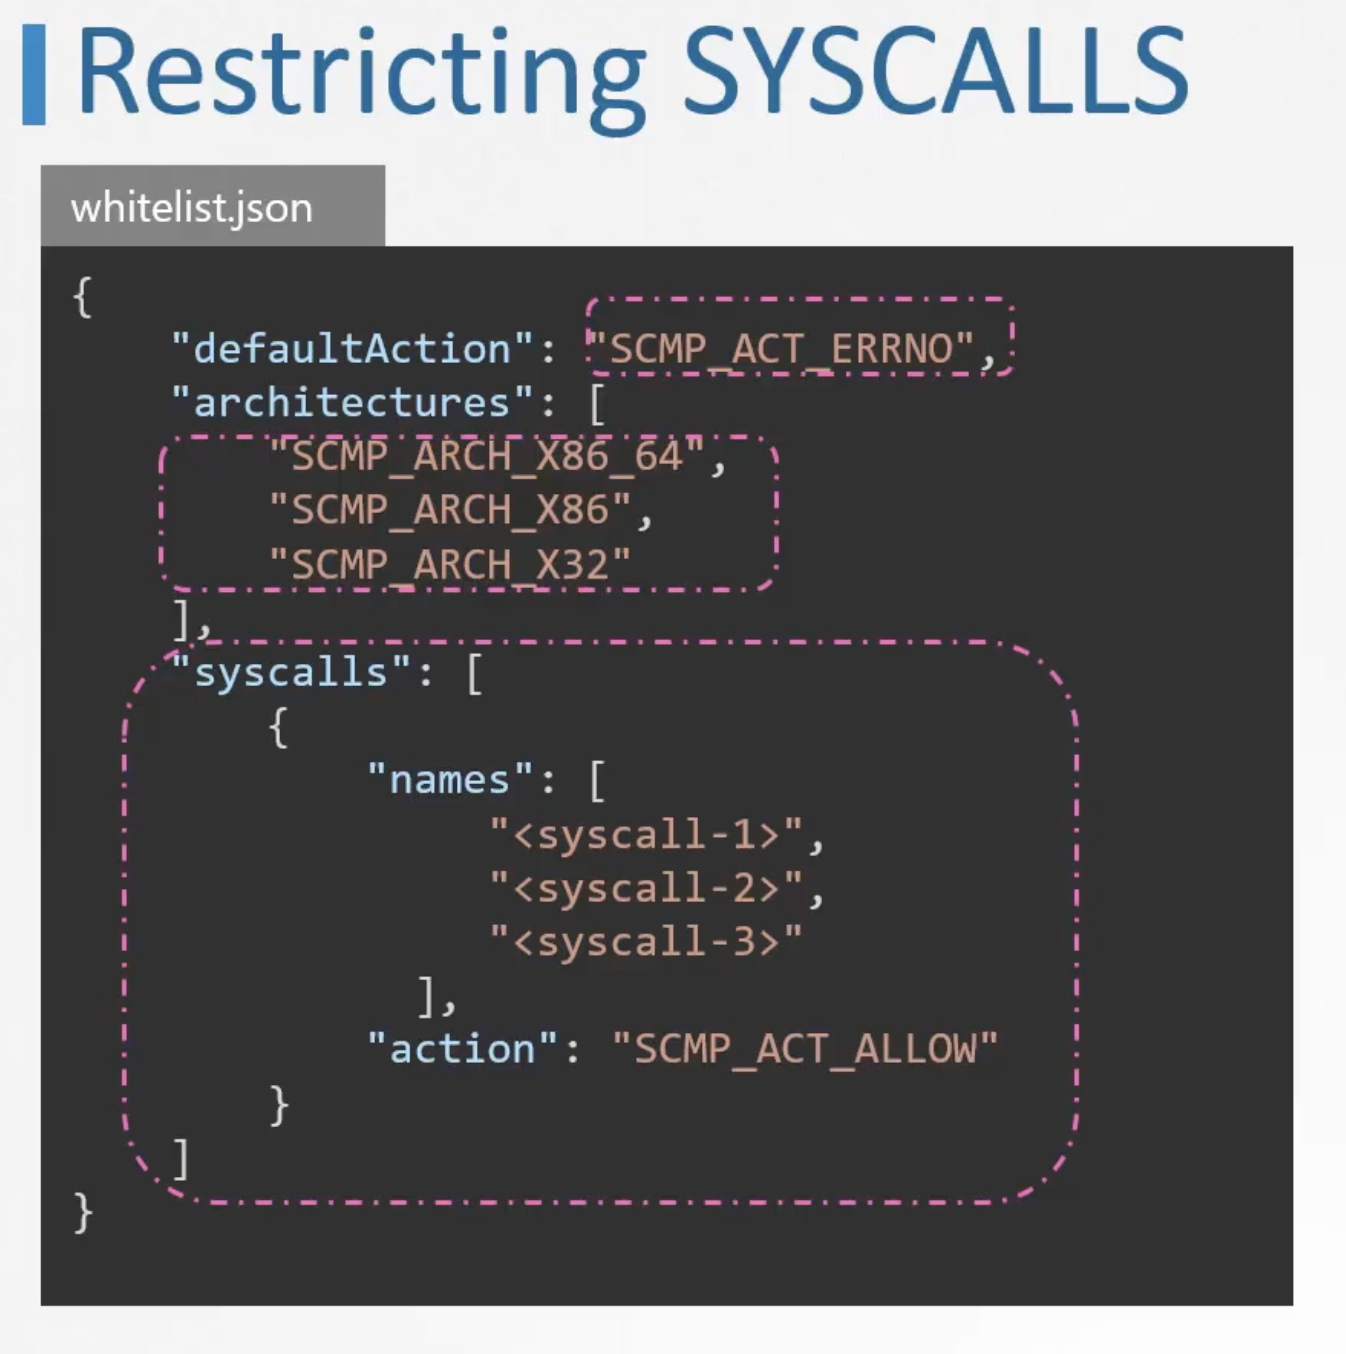 Restricting SYSCALLS
whitelist.json
{
"defaultAction": "SCMP_ACT_ERRNO",
"architectures": [
"SCMP_ARCH_X86_64",
"SCMP_ARCH_X86",
"SCMP_ARCH_X32"
],
"syscalls": [
{
"names": [
"<syscall-1>",
"<syscall-2>",
"<syscall-3>"
],
"action": "SCMP_ACT_ALLOW"
}
]
}